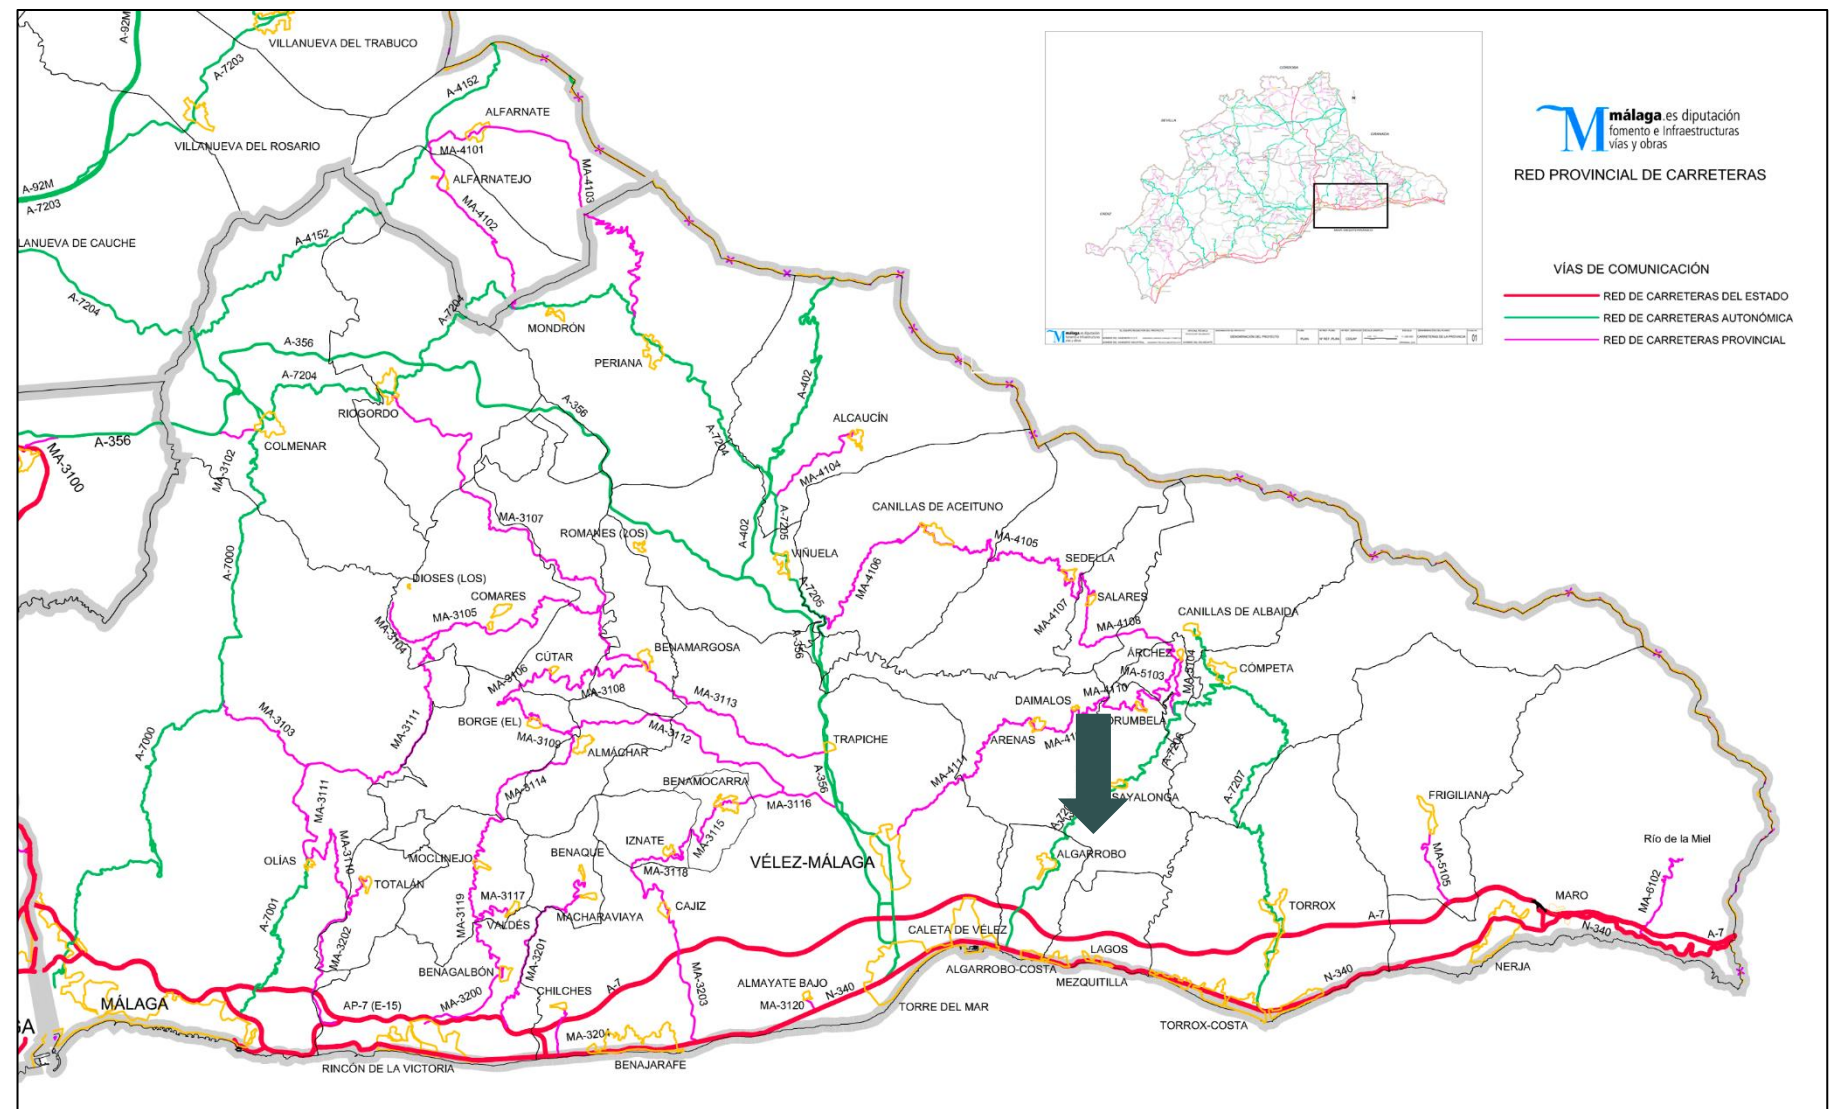 málaga.es diputación
fomento e Infraestructuras
vías y obras
RED PROVINCIAL DE CARRETERAS
VÍAS DE COMUNICACIÓN
RED DE CARRETERAS DEL ESTADO
RED DE CARRETERAS AUTONÓMICA
RED DE CARRETERAS PROVINCIAL
A-92M
A-7203
VILLANUEVA DEL TRABUCO
A-4152
ALFARNATE
VILLANUEVA DEL ROSARIO
MA-4101
ALFARNATEJO
MA-4103
A-92M
A-7203
MA-4102
LANUEVA DE CAUCHE
A-4152
A-7204
A-7204
MONDRÓN
A-356
PERIANA
A-7204
A-402
RIOGORDO
A-356
ALCAUCÍN
A-356
COLMENAR
A-7204
MA-3100
MA-3102
MA-4104
CANILLAS DE ACEITUNO
MA-3107
A-7205
ROMANES (LOS)
A-402
MA-4105
VIÑUELA
A-7000
SEDELLA
DIOSES (LOS)
MA-4106
A-7205
COMARES
SALARES
MA-3105
MA-4107
CANILLAS DE ALBAIDA
MA-4108
MA-3104
A-356
BENAMARGOSA
ÁRCHEZ
CÚTAR
MA-5104
CÓMPETA
MA-3106
MA-5103
MA-3108
MA-4110
MA-3113
DAIMALOS
MA-3103
MA-3111
BORGE (EL)
ORUMBELA
MA-3112
ARENAS
MA-41
TRAPICHE
A-7000
MA-3109
ALMÁCHAR
A-7206
MA-4111
A-356
BENAMOCARRA
MA-3114
MA-3116
SAYALONGA
A-7207
FRIGILIANA
MA-3111
A-72
MA-3115
IZNATE
Río de la Miel
MA-3110
OLÍAS
MOCLINEJO
BENAQUE
VÉLEZ-MÁLAGA
ALGARROBO
MA-3118
MA-5105
TOTALÁN
MA-3117
MA-6102
MARO
A-7001
MA-3119
VALDÉS
MACHARAVIAYA
CAJIZ
TORROX
A-7
CALETA DE VÉLEZ
N-340
A-7
MA-3202
MA-3201
LAGOS
BENAGALBÓN
ALGARROBO-COSTA
NERJA
MEZQUITILLA
N-340
MÁLAGA
AP-7 (E-15)
MA-3200
CHILCHES
A-7
MA-3203
ALMAYATE BAJO
MA-3120
N-340
TORRE DEL MAR
TORROX-COSTA
GA
MA-3204
RINCÓN DE LA VICTORIA
BENAJARAFE